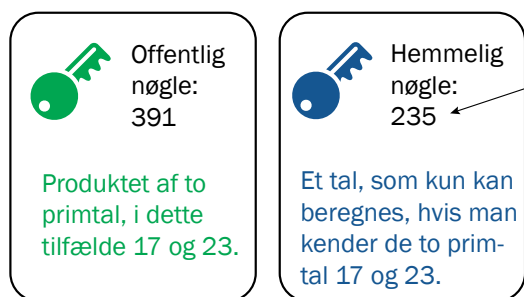 Offentlig
nøgle:
391
Produktet af to
primtal, i dette
tilfælde 17 og 23.
Hemmelig
nøgle:
235
Et tal, som kun kan
beregnes, hvis man
kender de to prim-
tal 17 og 23.